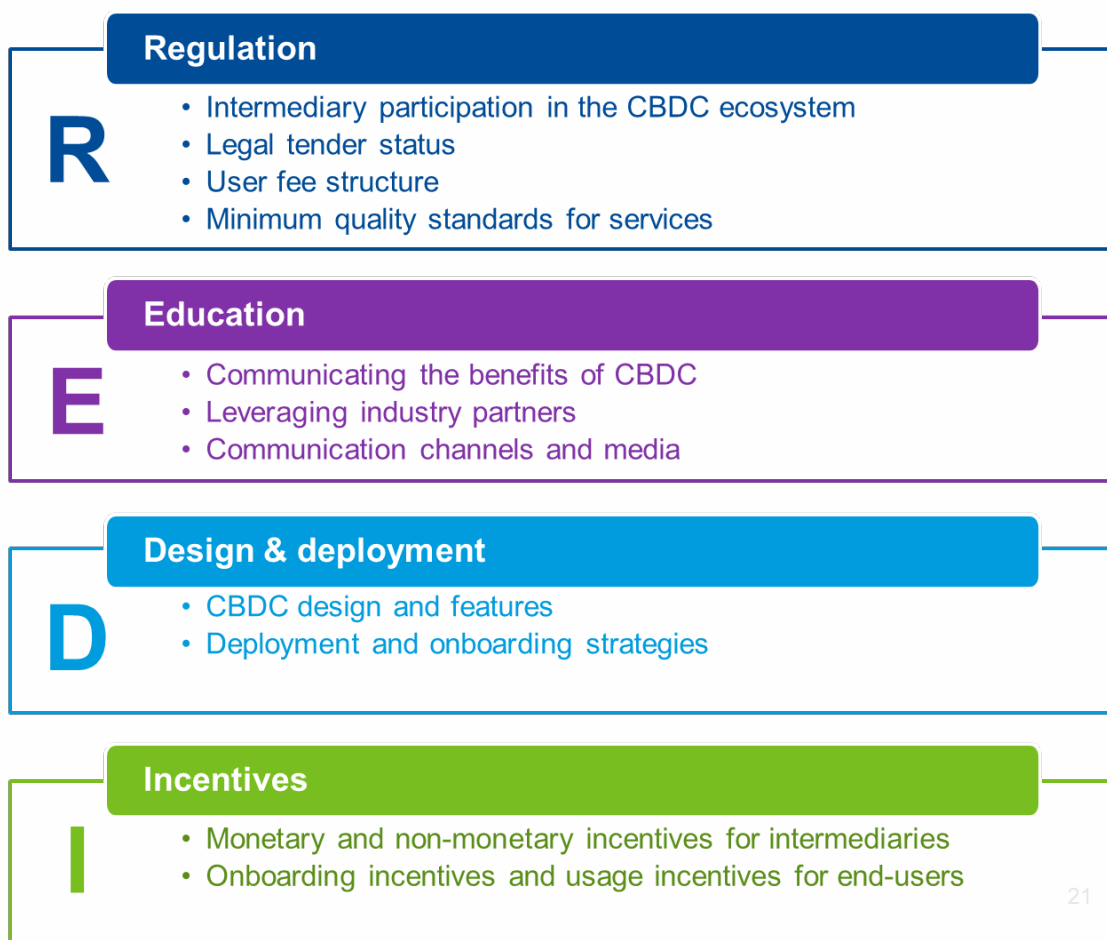 Regulation
R
• Intermediary participation in the CBDC ecosystem
• Legal tender status
• User fee structure
• Minimum quality standards for services
Education
E
• Communicating the benefits of CBDC
• Leveraging industry partners
• Communication channels and media
Design & deployment
D
• CBDC design and features
• Deployment and onboarding strategies
Incentives
I
• Monetary and non-monetary incentives for intermediaries
• Onboarding incentives and usage incentives for end-users
21